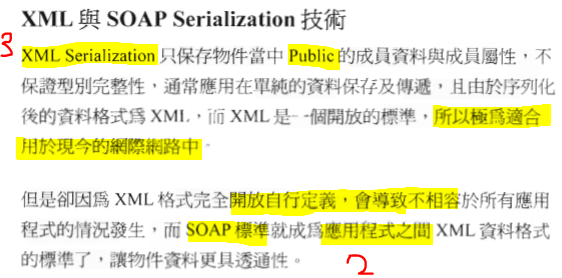 XML 與 SOAP Serialization 技術
3
XML Serialization 只保存物件當中 Public 的成員資料與成員屬性，不
保證型別完整性，通常應用在單純的資料保存及傳遞，且由於序列化
後的資料格式為 XML，而 XML 是一個開放的標準，所以極為適合
用於現今的網際網路中。
但是卻因為 XML 格式完全開放自行定義，會導致不相容於所有應用
程式的情況發生，而 SOAP 標準就成為應用程式之間 XML 資料格式
的標準了，讓物件資料更具透通性。
2